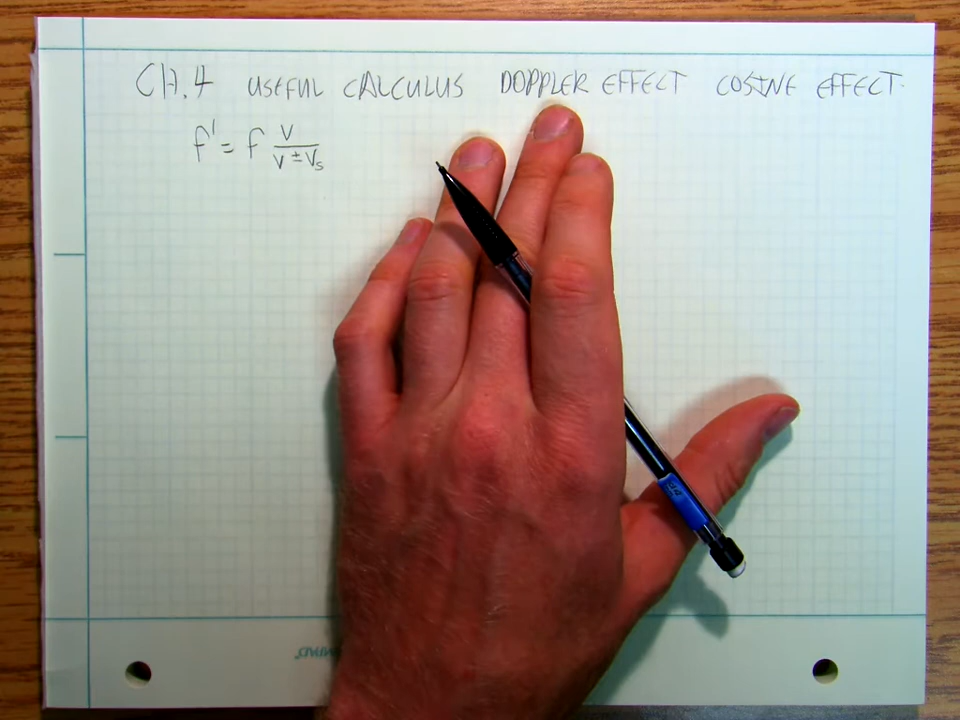 CH.4 USEFUL CALCULUS DOPPLER EFFECT COSINE EFFECT
f' = f v / (v ± vs)